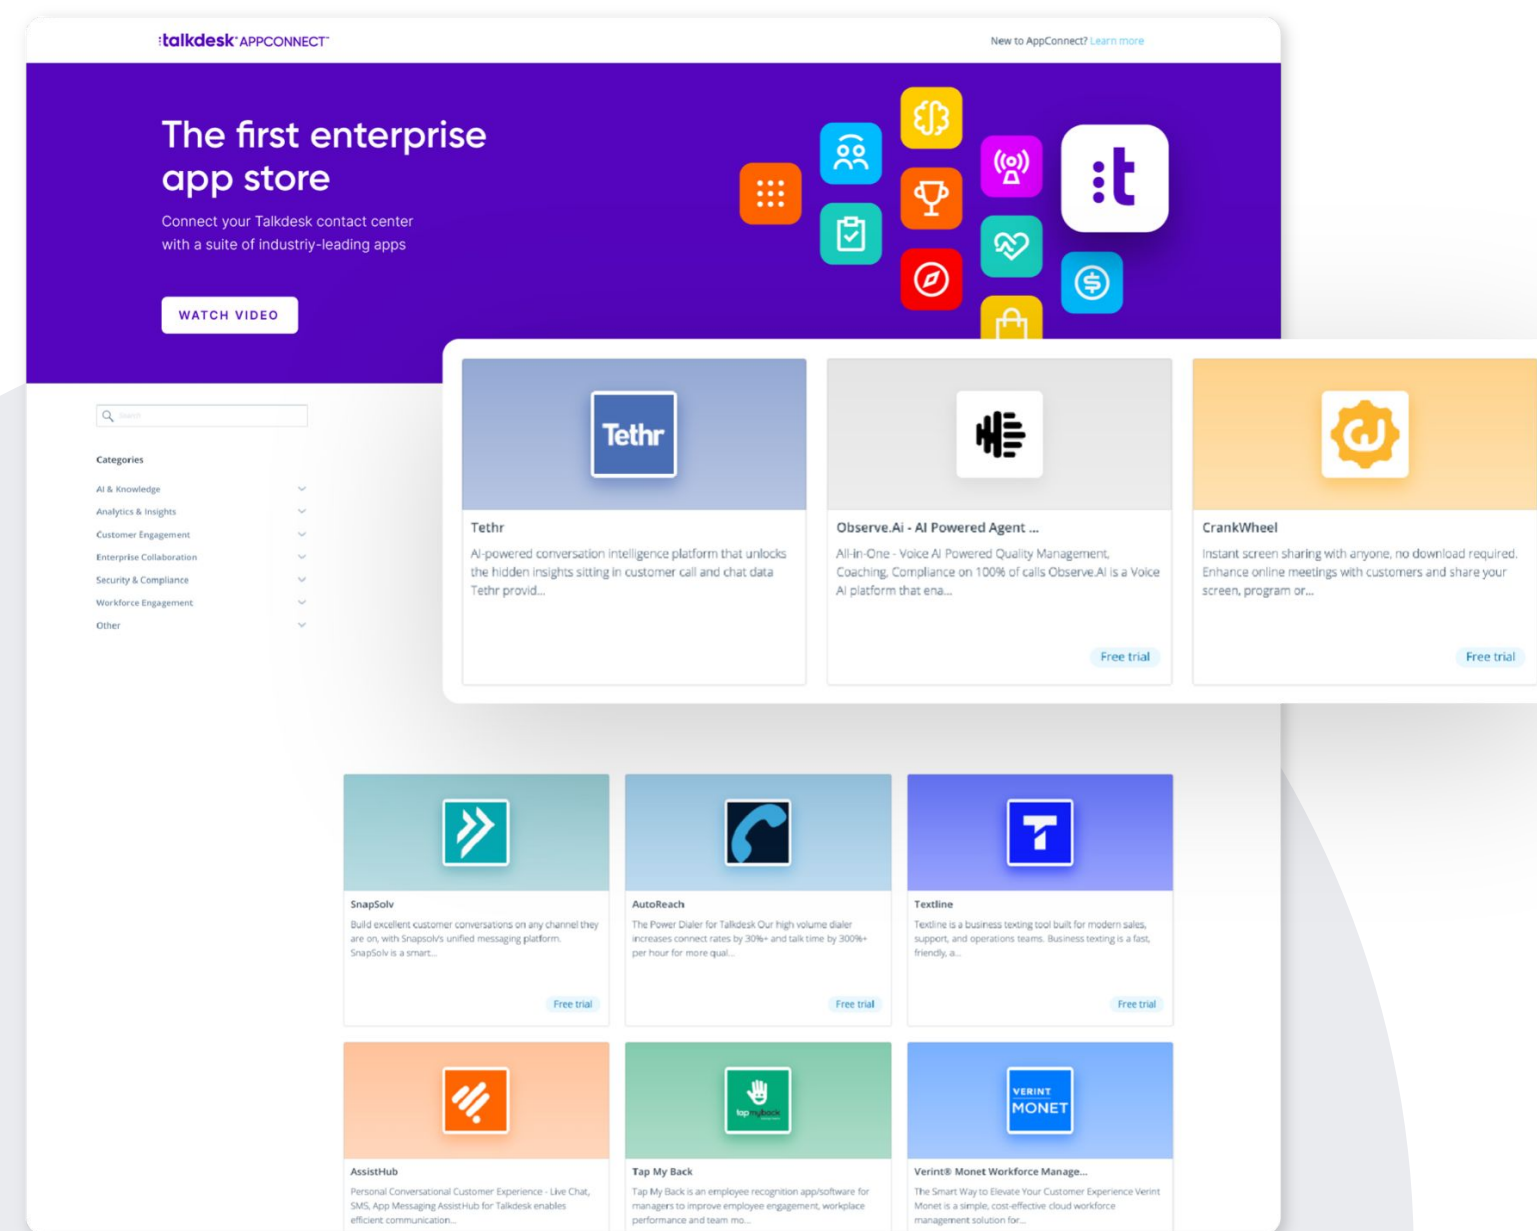 :talkdesk® APPCONNECT™
New to AppConnect? Learn more
The first enterprise
app store
Connect your Talkdesk contact center
with a suite of industriy-leading apps
WATCH VIDEO
:t
Search
Categories
AI & Knowledge
Analytics & Insights
Customer Engagement
Enterprise Collaboration
Security & Compliance
Workforce Engagement
Other
Tethr
Tethr
AI-powered conversation intelligence platform that unlocks
the hidden insights sitting in customer call and chat data
Tethr provid...
Observe.Ai - AI Powered Agent ...
All-in-One - Voice AI Powered Quality Management,
Coaching, Compliance on 100% of calls Observe.AI is a Voice
AI platform that ena...
Free trial
CrankWheel
Instant screen sharing with anyone, no download required.
Enhance online meetings with customers and share your
screen, program or...
Free trial
SnapSolv
Build excellent customer conversations on any channel they
are on, with Snapsolv's unified messaging platform.
SnapSolv is a smart...
Free trial
AutoReach
The Power Dialer for Talkdesk Our high volume dialer
increases connect rates by 30%+ and talk time by 300%+
per hour for more qual...
Free trial
Textline
Textline is a business texting tool built for modern sales,
support, and operations teams. Business texting is a fast,
friendly, a...
Free trial
AssistHub
Personal Conversational Customer Experience - Live Chat,
SMS, App Messaging AssistHub for Talkdesk enables
efficient communication...
tapmyback
Tap My Back
Tap My Back is an employee recognition app/software for
managers to improve employee engagement, workplace
performance and team mo...
VERINT
MONET
Verint® Monet Workforce Manage...
The Smart Way to Elevate Your Customer Experience Verint
Monet is a simple, cost-effective cloud workforce
management solution for...